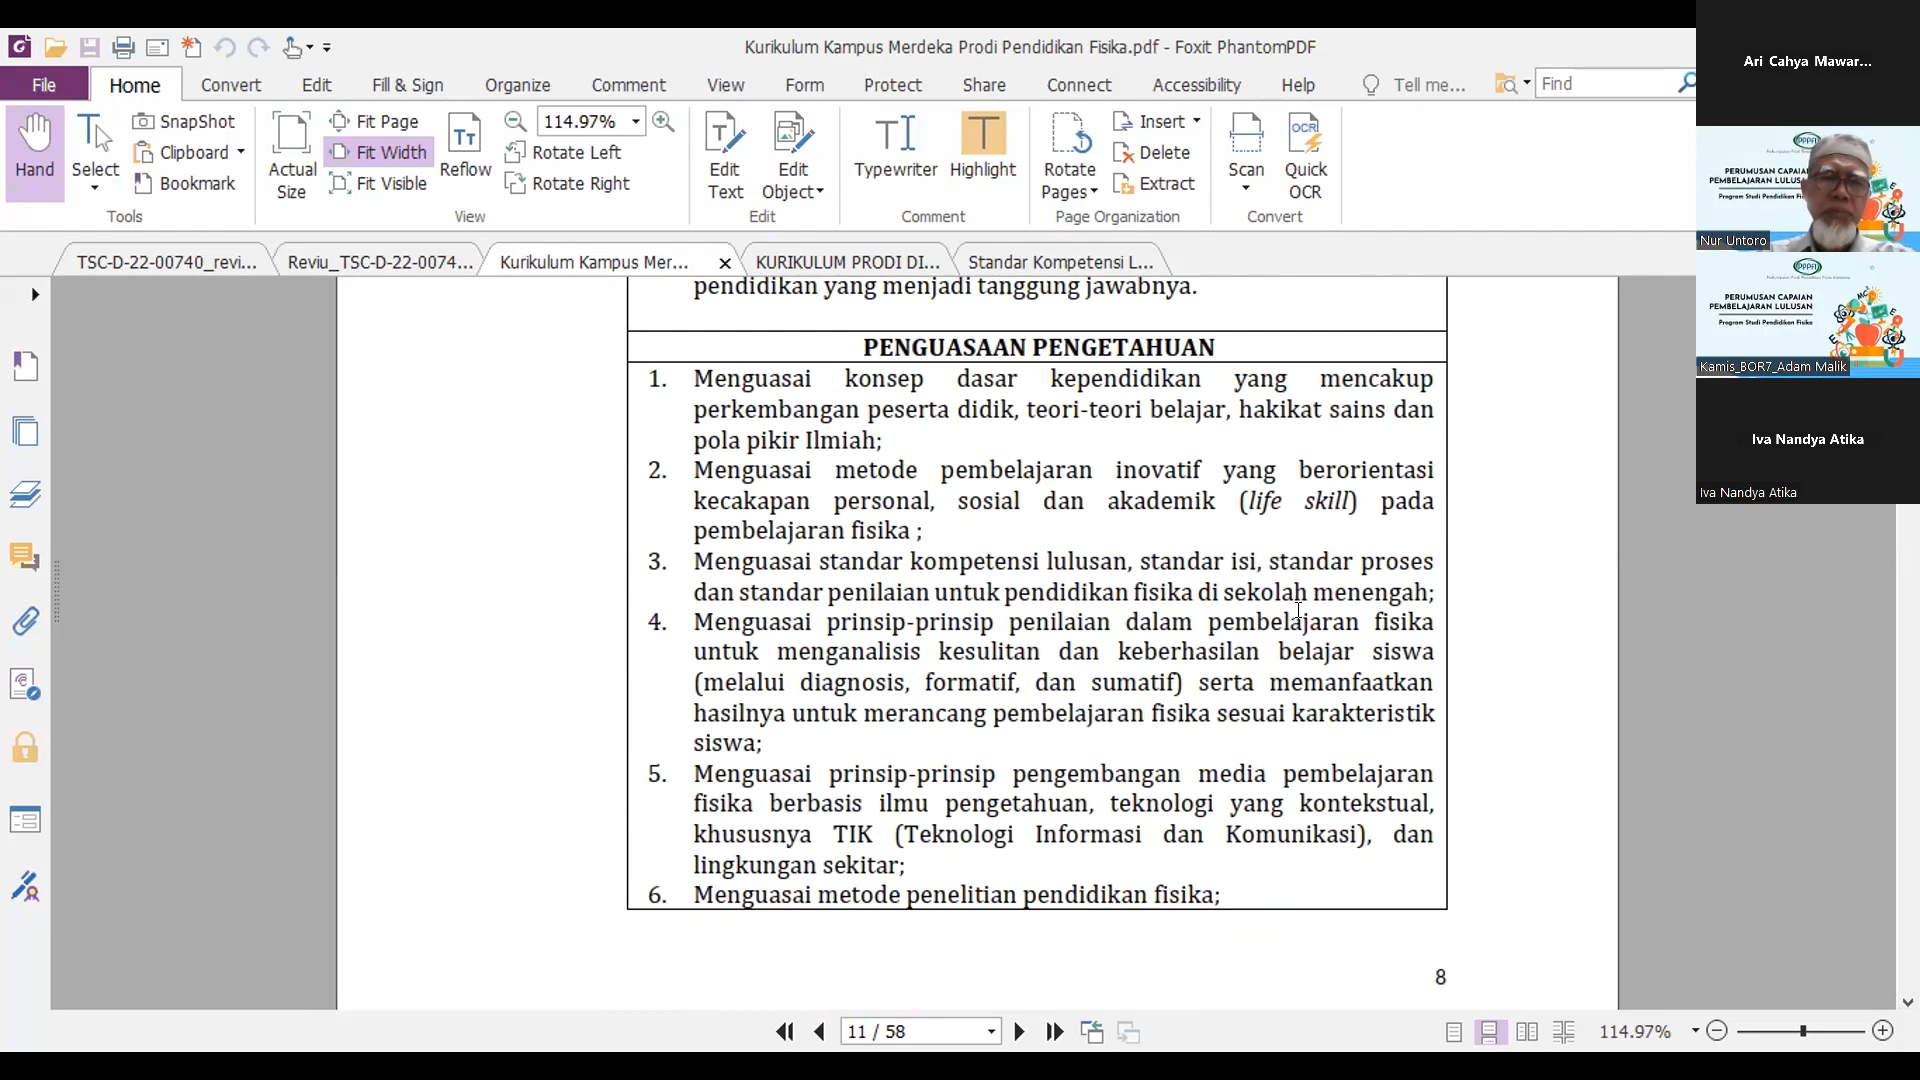 Kurikulum Kampus Merdeka Prodi Pendidikan Fisika.pdf - Foxit PhantomPDF
File Home Convert Edit Fill & Sign Organize Comment View Form Protect Share Connect Accessibility Help Tell me... Find
Hand
Select
SnapShot
Clipboard
Bookmark
Tools
Actual Size
Fit Page
Fit Width
Fit Visible
Reflow
114.97%
Rotate Left
Rotate Right
View
Edit Text
Edit Object
Edit
Typewriter
Highlight
Comment
Rotate Pages
Insert
Delete
Extract
Page Organization
Scan
OCR
Quick OCR
Convert
TSC-D-22-00740_revi...
Reviu_TSC-D-22-0074...
Kurikulum Kampus Mer...
KURIKULUM PRODI DI...
Standar Kompetensi L...
pendidikan yang menjadi tanggung jawabnya.
PENGUASAAN PENGETAHUAN
1. Menguasai konsep dasar kependidikan yang mencakup
perkembangan peserta didik, teori-teori belajar, hakikat sains dan
pola pikir Ilmiah;
2. Menguasai metode pembelajaran inovatif yang berorientasi
kecakapan personal, sosial dan akademik (life skill) pada
pembelajaran fisika ;
3. Menguasai standar kompetensi lulusan, standar isi, standar proses
dan standar penilaian untuk pendidikan fisika di sekolah menengah;
4. Menguasai prinsip-prinsip penilaian dalam pembelajaran fisika
untuk menganalisis kesulitan dan keberhasilan belajar siswa
(melalui diagnosis, formatif, dan sumatif) serta memanfaatkan
hasilnya untuk merancang pembelajaran fisika sesuai karakteristik
siswa;
5. Menguasai prinsip-prinsip pengembangan media pembelajaran
fisika berbasis ilmu pengetahuan, teknologi yang kontekstual,
khususnya TIK (Teknologi Informasi dan Komunikasi), dan
lingkungan sekitar;
6. Menguasai metode penelitian pendidikan fisika;
8
11 / 58
114.97%
Ari Cahya Mawar...
PPPFI
PERUMUSAN CAPAIAN
PEMBELAJARAN LULUSAN
Program Studi Pendidikan Fisika
Nur Untoro
PPPFI
PERUMUSAN CAPAIAN
PEMBELAJARAN LULUSAN
Program Studi Pendidikan Fisika
Kamis_BOR7_Adam Malik
Iva Nandya Atika
Iva Nandya Atika